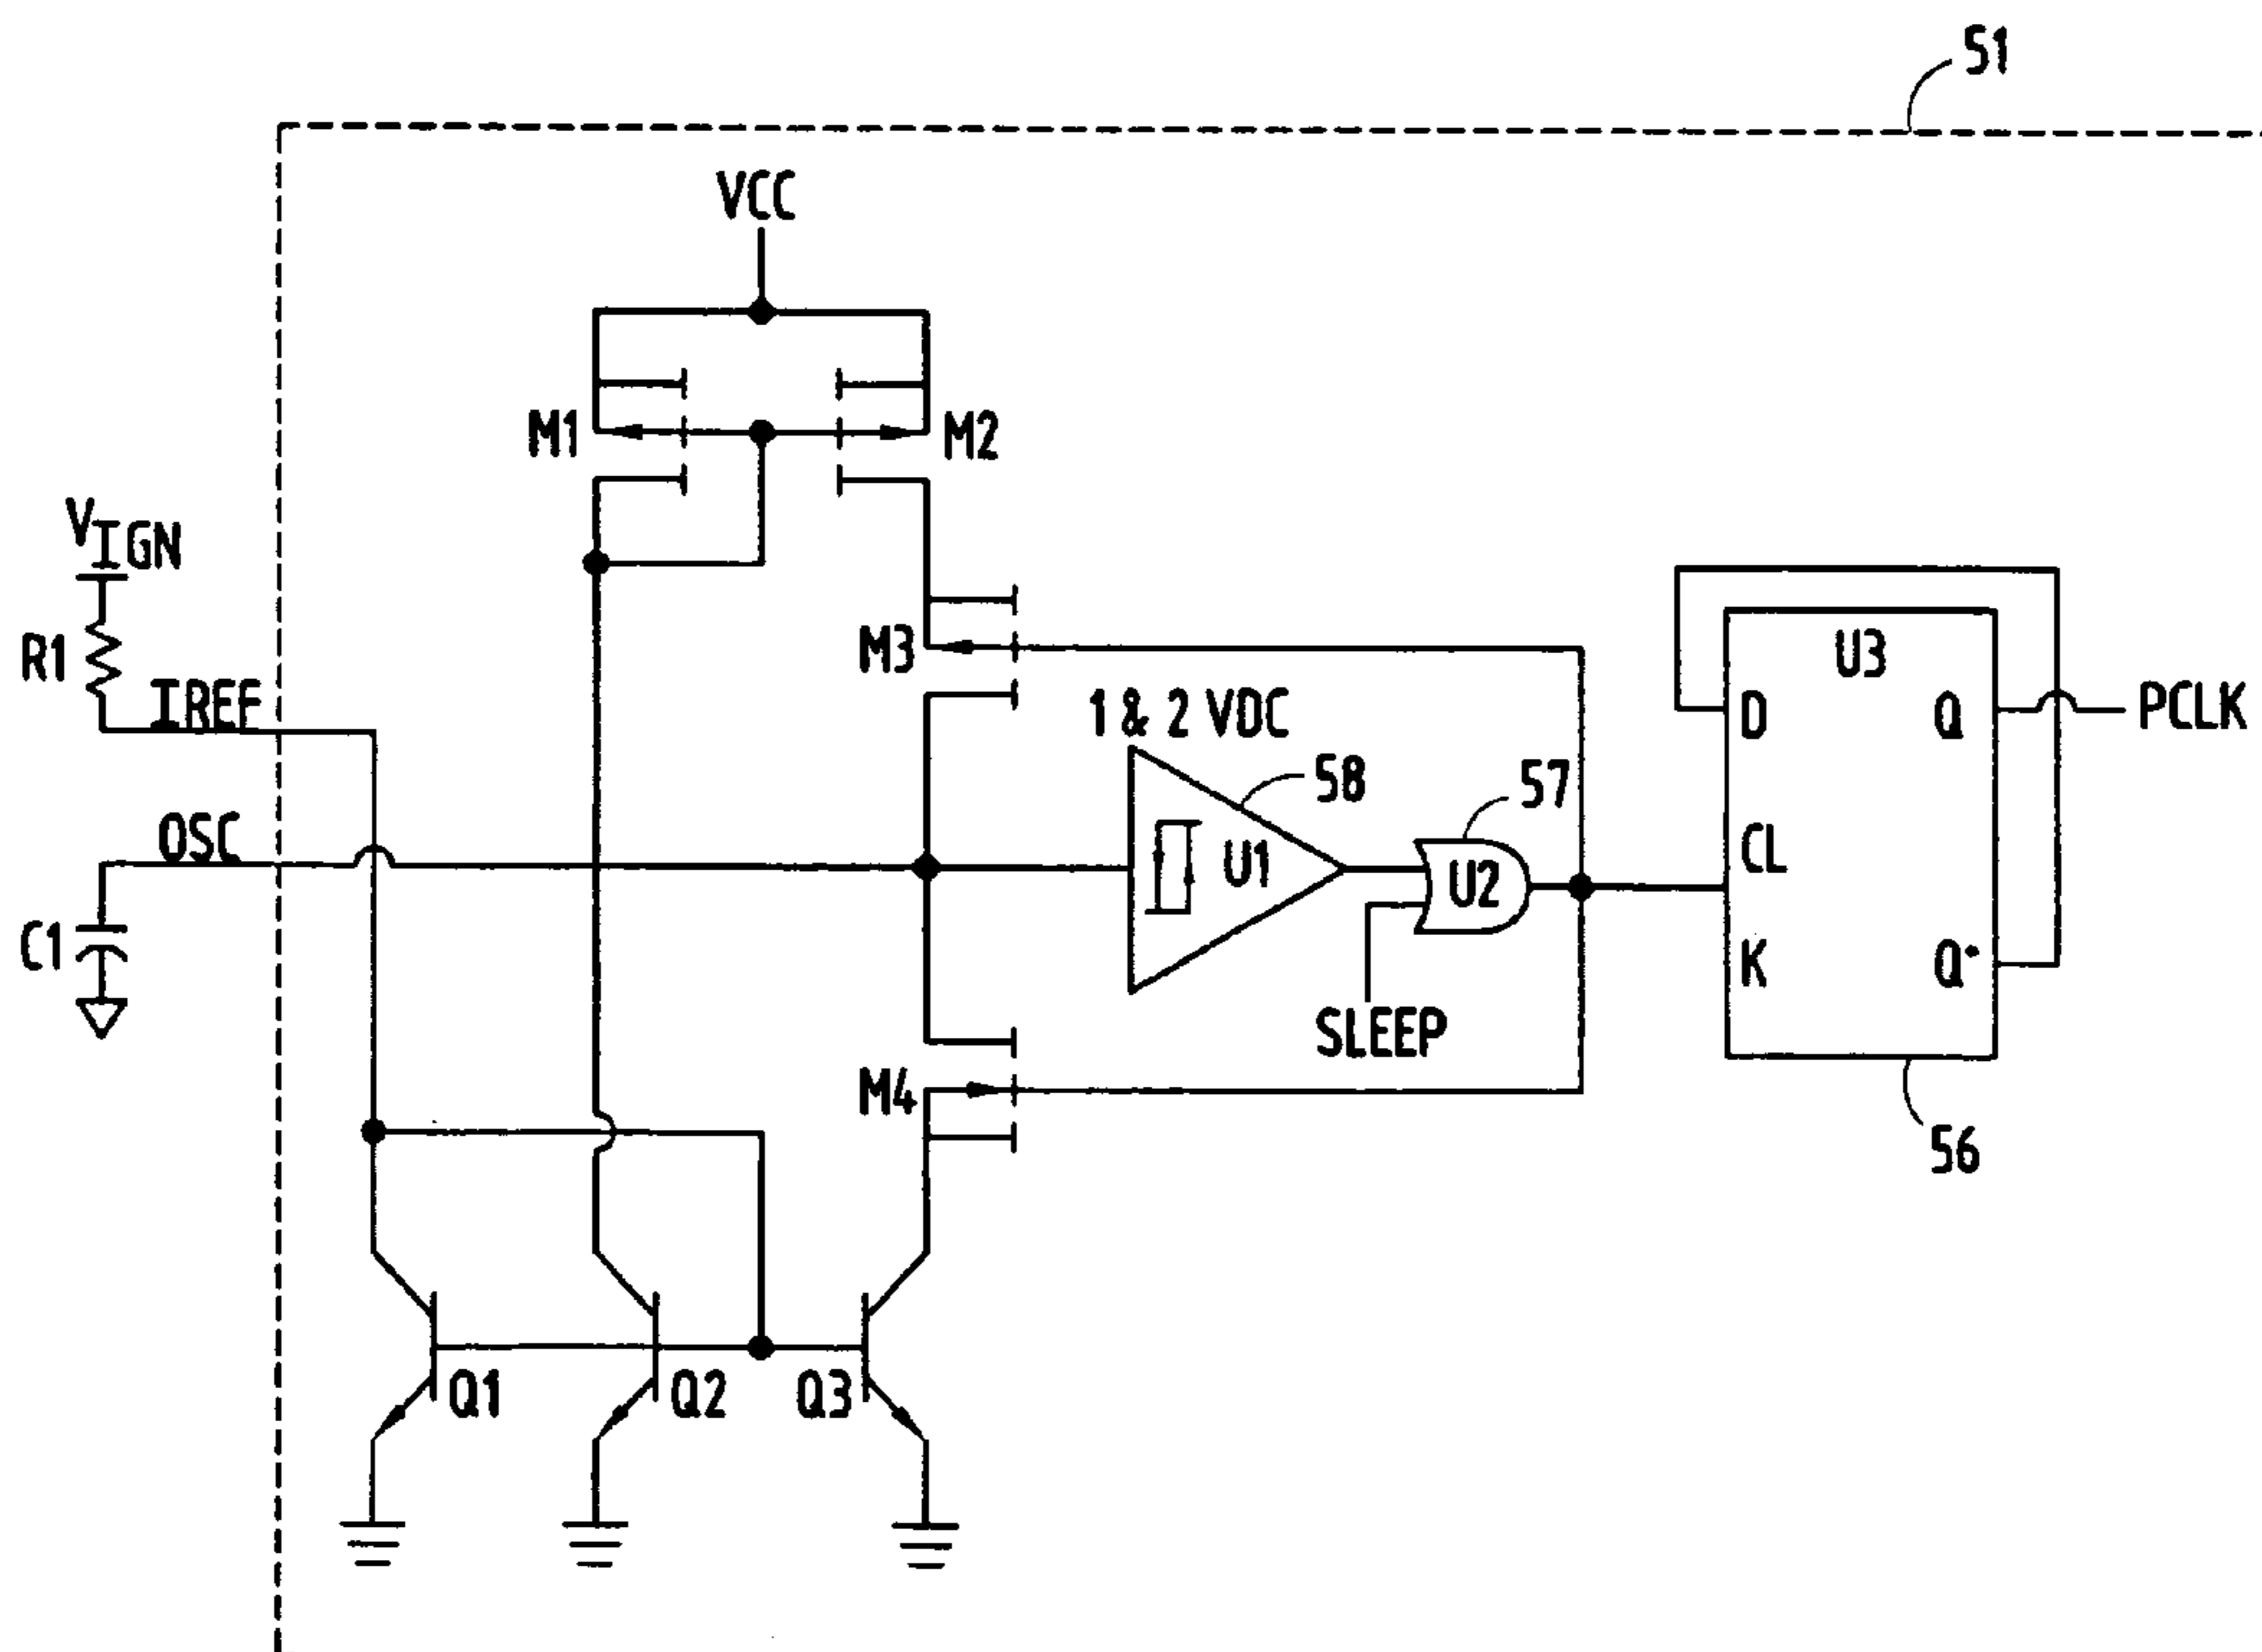 51
VCC
M1
M2
VIGN
R1
IREF
M3
1 & 2 VDC
U3
D
Q
PCLK
58
57
OSC
U1
U2
CL
C1
K
Q*
SLEEP
M4
56
Q1
Q2
Q3